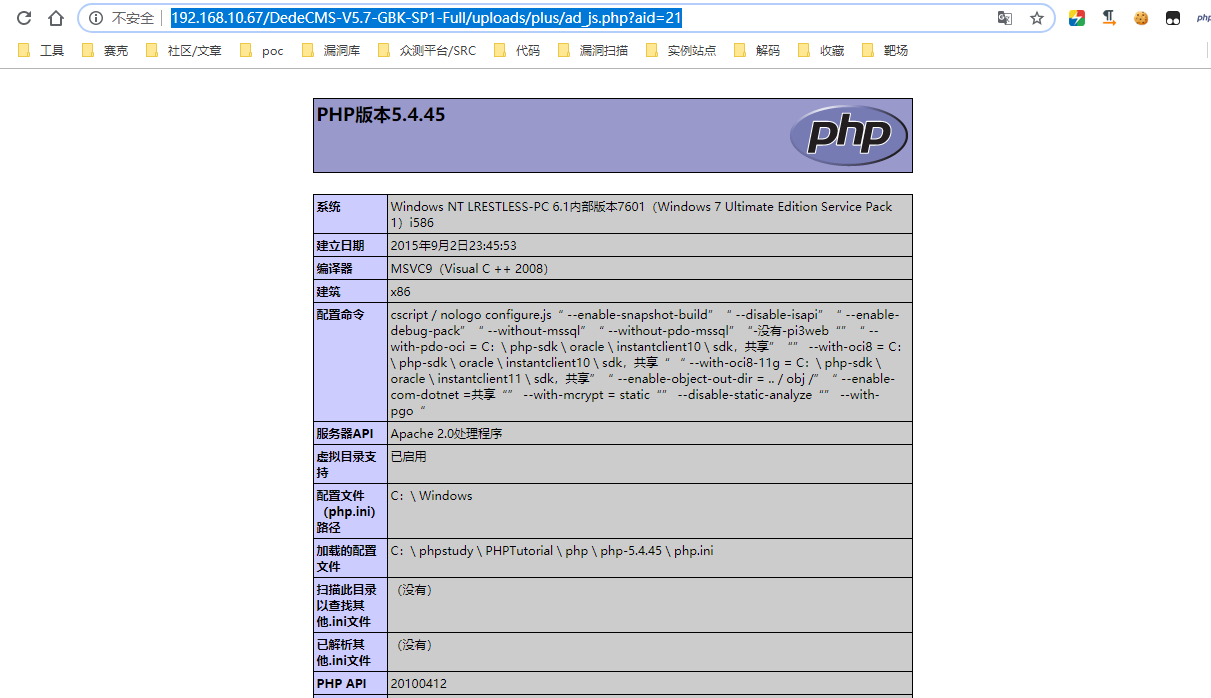 不安全 192.168.10.67/DedeCMS-V5.7-GBK-SP1-Full/uploads/plus/ad_js.php?aid=21 php
工具 赛克 社区/文章 poc 漏洞库 众测平台/SRC 代码 漏洞扫描 实例站点 解码 收藏 靶场
PHP版本5.4.45
php
系统 Windows NT LRESTLESS-PC 6.1内部版本7601（Windows 7 Ultimate Edition Service Pack
1）i586
建立日期 2015年9月2日23:45:53
编译器 MSVC9（Visual C ++ 2008）
建筑 x86
配置命令 cscript / nologo configure.js “ --enable-snapshot-build” “ --disable-isapi” “ --enable-
debug-pack” “ --without-mssql” “ --without-pdo-mssql” “-没有-pi3web “” “ --
with-pdo-oci = C：\ php-sdk \ oracle \ instantclient10 \ sdk，共享” “” --with-oci8 = C：
\ php-sdk \ oracle \ instantclient10 \ sdk，共享 “ “ --with-oci8-11g = C：\ php-sdk \
oracle \ instantclient11 \ sdk，共享” “ --enable-object-out-dir = .. / obj /” “ --enable-
com-dotnet =共享 “” --with-mcrypt = static “” --disable-static-analyze “” --with-
pgo “
服务器API Apache 2.0处理程序
虚拟目录支 已启用
持
配置文件 C：\ Windows
（php.ini）
路径
加载的配置 C：\ phpstudy \ PHPTutorial \ php \ php-5.4.45 \ php.ini
文件
扫描此目录 （没有）
以查找其
他.ini文件
已解析其 （没有）
他.ini文件
PHP API 20100412